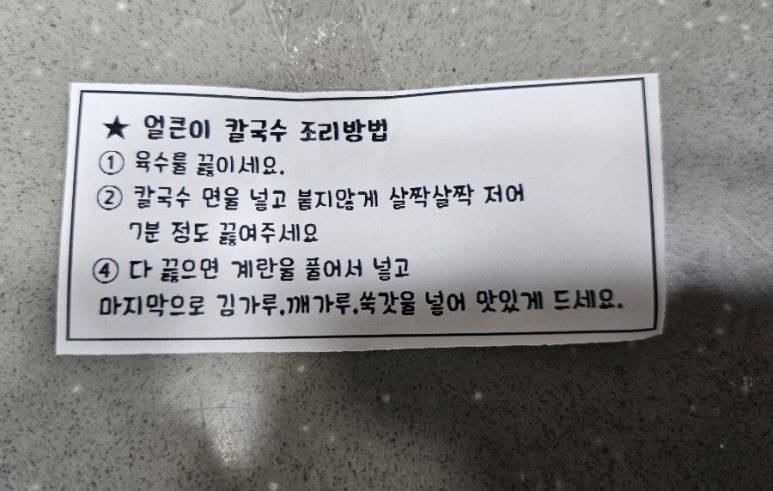 ★ 얼큰이 칼국수 조리방법
① 육수를 끓이세요.
② 칼국수 면을 넣고 붙지않게 살짝살짝 저어
7분 정도 끓여주세요
④ 다 끓으면 계란을 풀어서 넣고
마지막으로 김가루.깨가루.쑥갓을 넣어 맛있게 드세요.